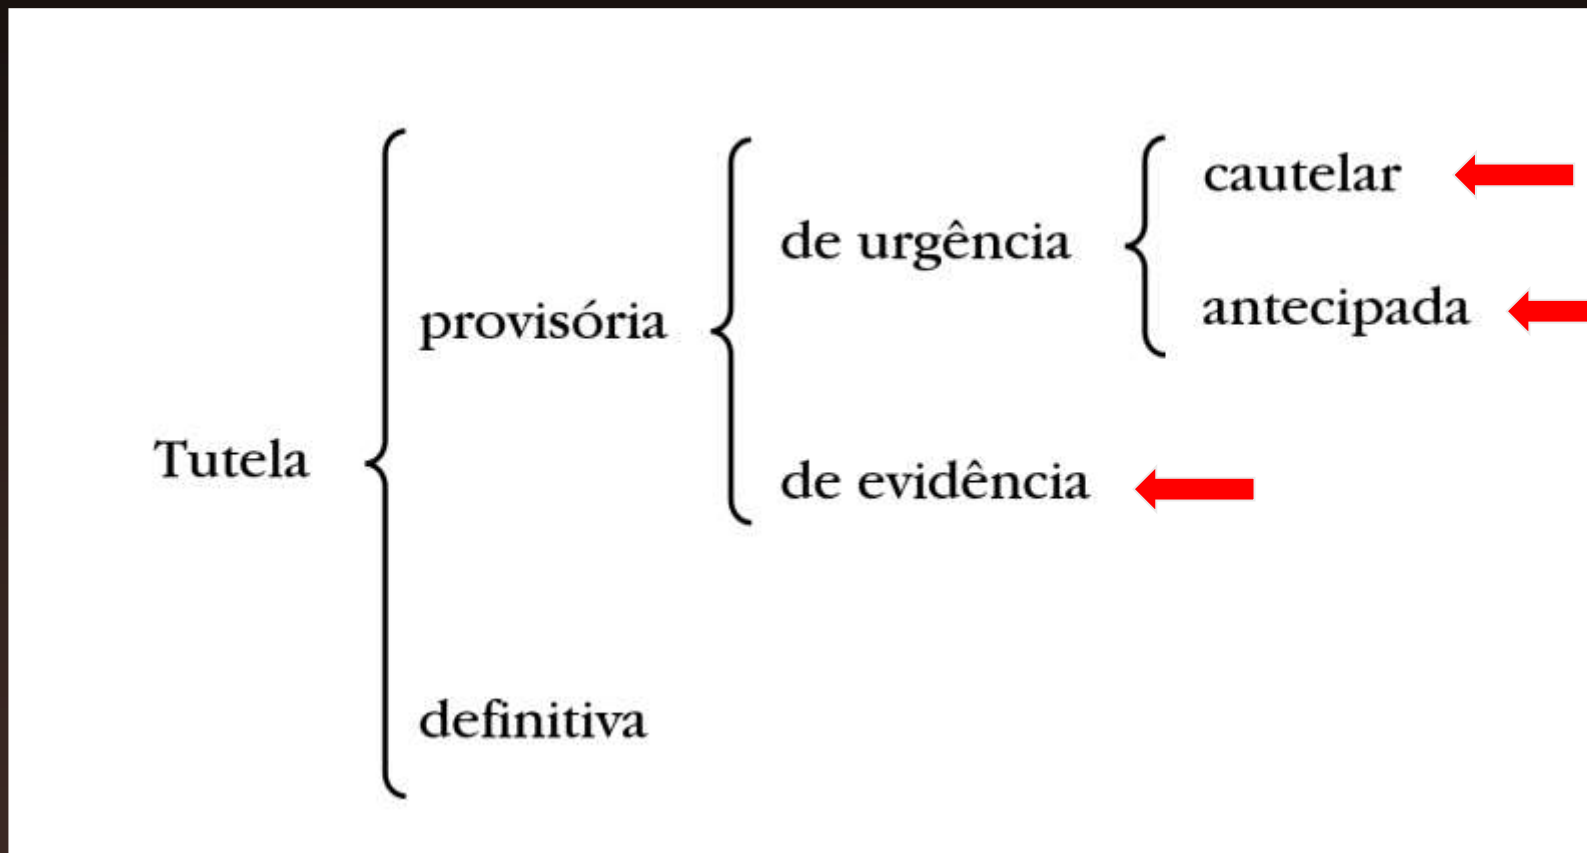 cautelar
de urgência
antecipada
provisória
Tutela
de evidência
definitiva